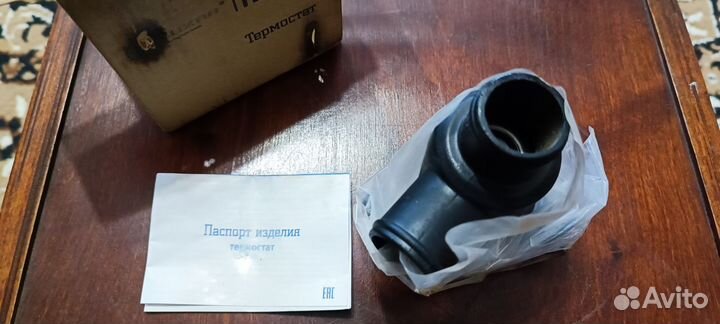 Термостат
Паспорт изделия
термостат
EAC
Avito